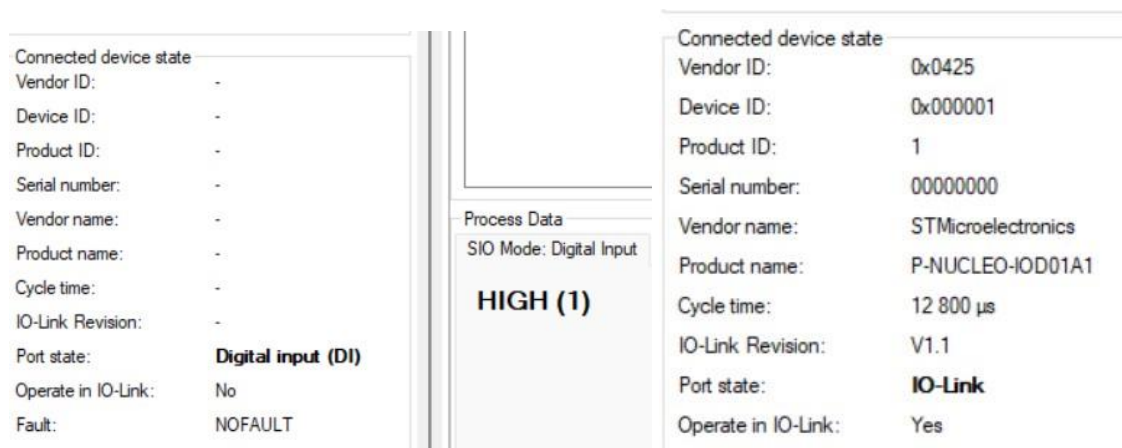 Connected device state
Vendor ID: -
Device ID: -
Product ID: -
Serial number: -
Vendor name: -
Product name: -
Cycle time: -
IO-Link Revision: -
Port state: Digital input (DI)
Operate in IO-Link: No
Fault: NOFAULT
Process Data
SIO Mode: Digital Input
HIGH (1)
Connected device state
Vendor ID: 0x0425
Device ID: 0x000001
Product ID: 1
Serial number: 00000000
Vendor name: STMicroelectronics
Product name: P-NUCLEO-IOD01A1
Cycle time: 12 800 µs
IO-Link Revision: V1.1
Port state: IO-Link
Operate in IO-Link: Yes